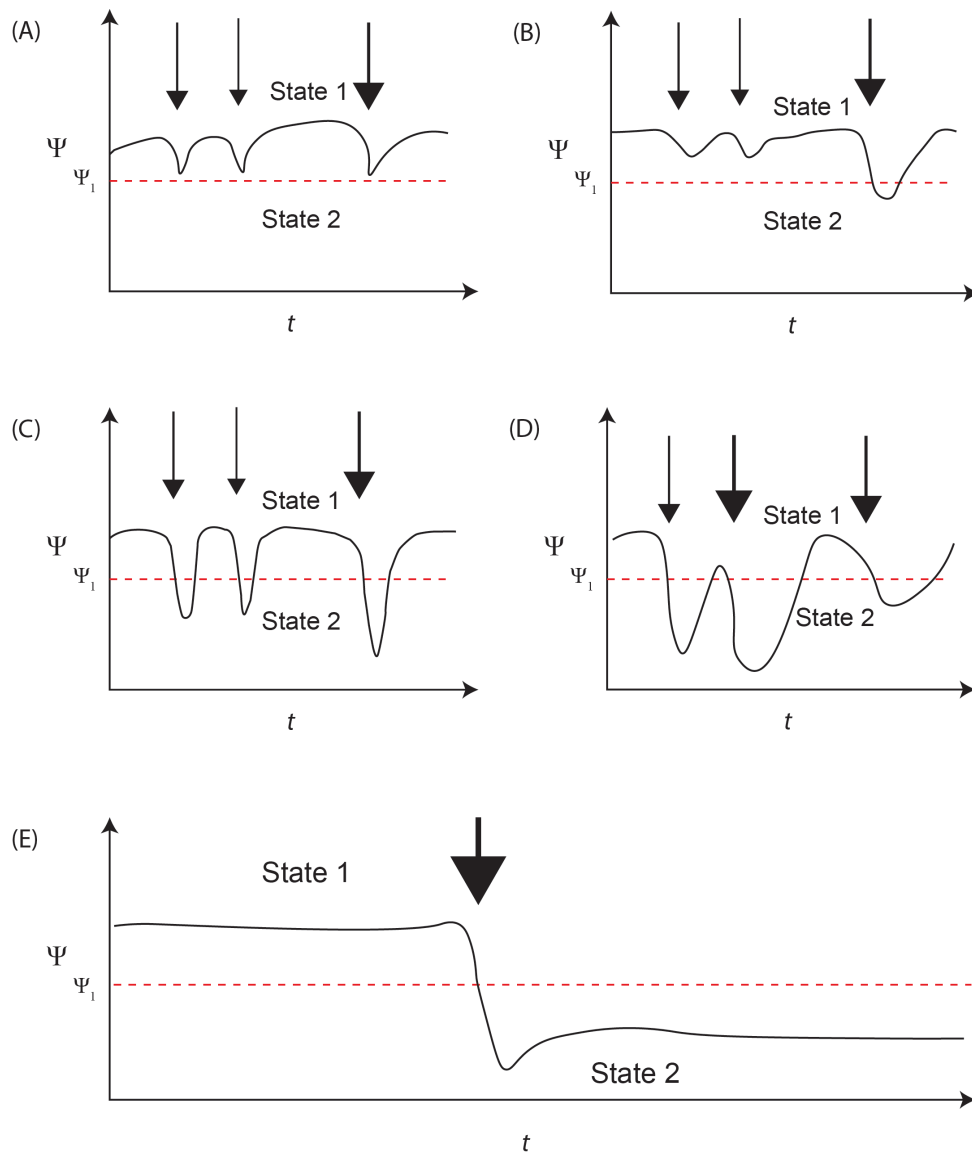 (A)
State 1
Ψ
Ψ₁
State 2
t
(B)
State 1
Ψ
Ψ₁
State 2
t
(C)
State 1
Ψ
Ψ₁
State 2
t
(D)
State 1
Ψ
Ψ₁
State 2
t
(E)
State 1
Ψ
Ψ₁
State 2
t